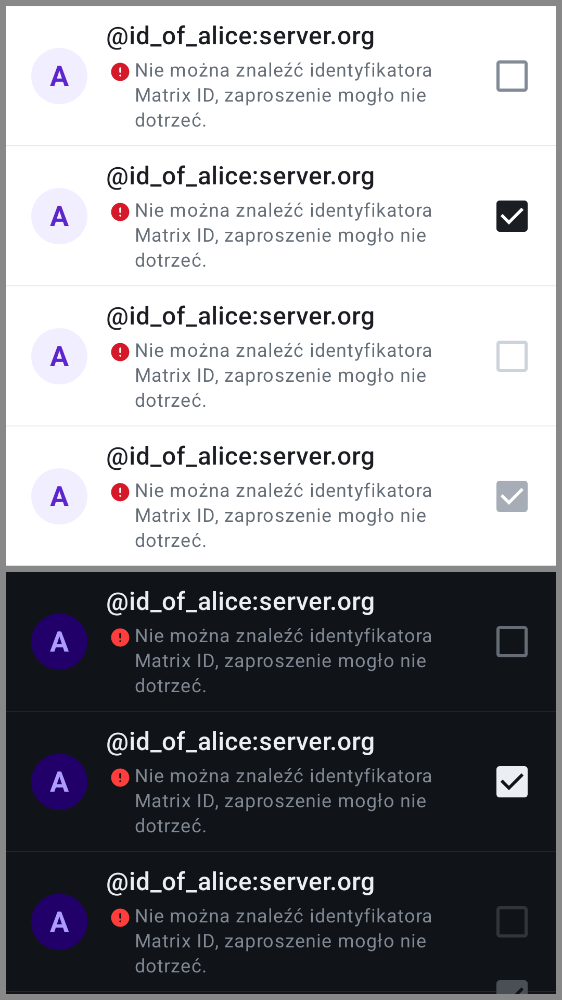 @id_of_alice:server.org
A
Nie można znaleźć identyfikatora
Matrix ID, zaproszenie mogło nie
dotrzeć.
@id_of_alice:server.org
A
Nie można znaleźć identyfikatora
Matrix ID, zaproszenie mogło nie
dotrzeć.
@id_of_alice:server.org
A
Nie można znaleźć identyfikatora
Matrix ID, zaproszenie mogło nie
dotrzeć.
@id_of_alice:server.org
A
Nie można znaleźć identyfikatora
Matrix ID, zaproszenie mogło nie
dotrzeć.
@id_of_alice:server.org
A
Nie można znaleźć identyfikatora
Matrix ID, zaproszenie mogło nie
dotrzeć.
@id_of_alice:server.org
A
Nie można znaleźć identyfikatora
Matrix ID, zaproszenie mogło nie
dotrzeć.
@id_of_alice:server.org
A
Nie można znaleźć identyfikatora
Matrix ID, zaproszenie mogło nie
dotrzeć.